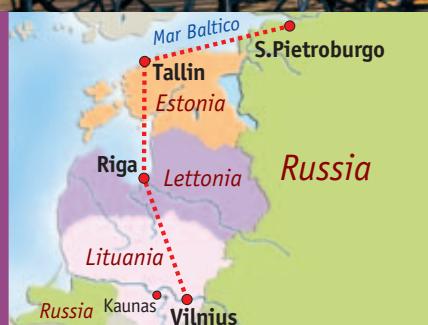 Mar Baltico
S.Pietroburgo
Tallin
Estonia
Riga
Lettonia
Russia
Lituania
Russia
Kaunas
Vilnius